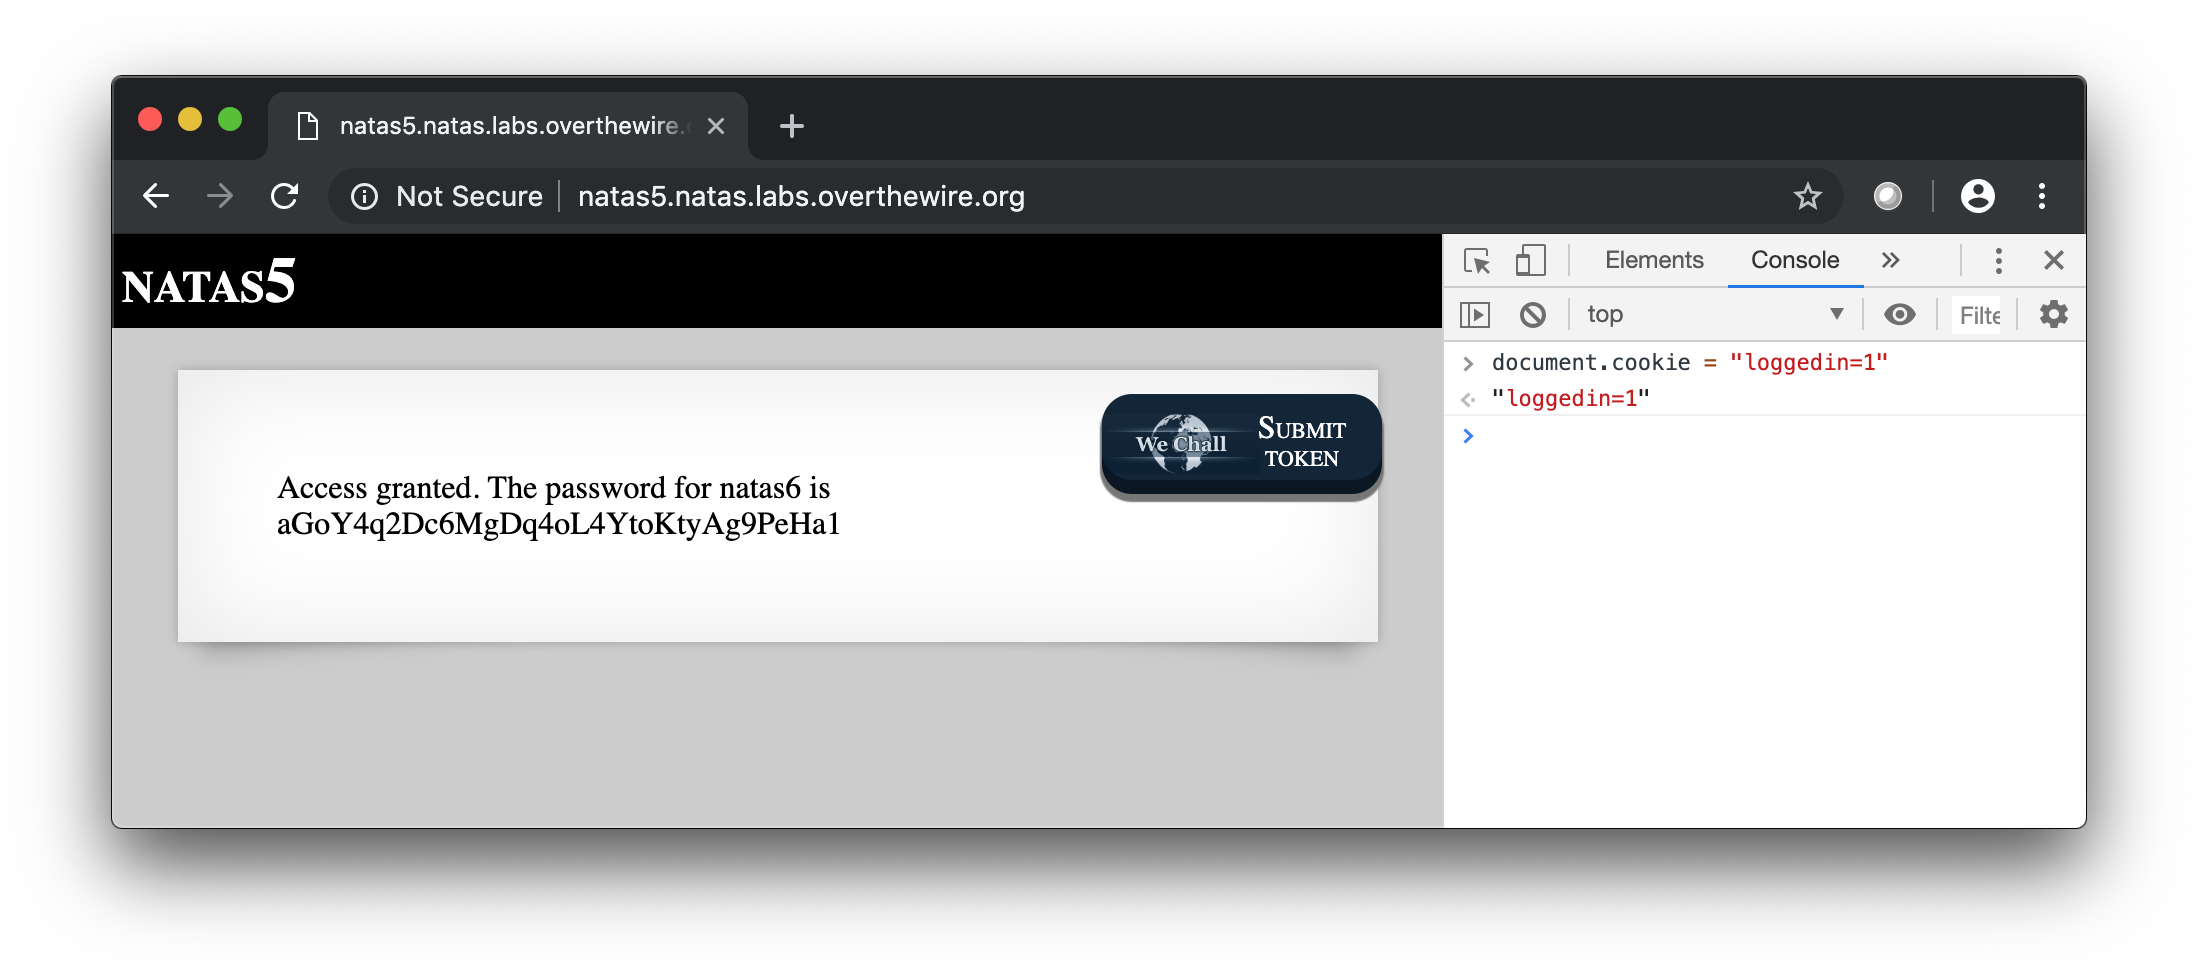 natas5.natas.labs.overthewire.
Not Secure natas5.natas.labs.overthewire.org
NATAS5
Elements Console
top Filte
document.cookie = "loggedin=1"
"loggedin=1"
We Chall SUBMIT
TOKEN
Access granted. The password for natas6 is
aGoY4q2Dc6MgDq4oL4YtoKtyAg9PeHa1